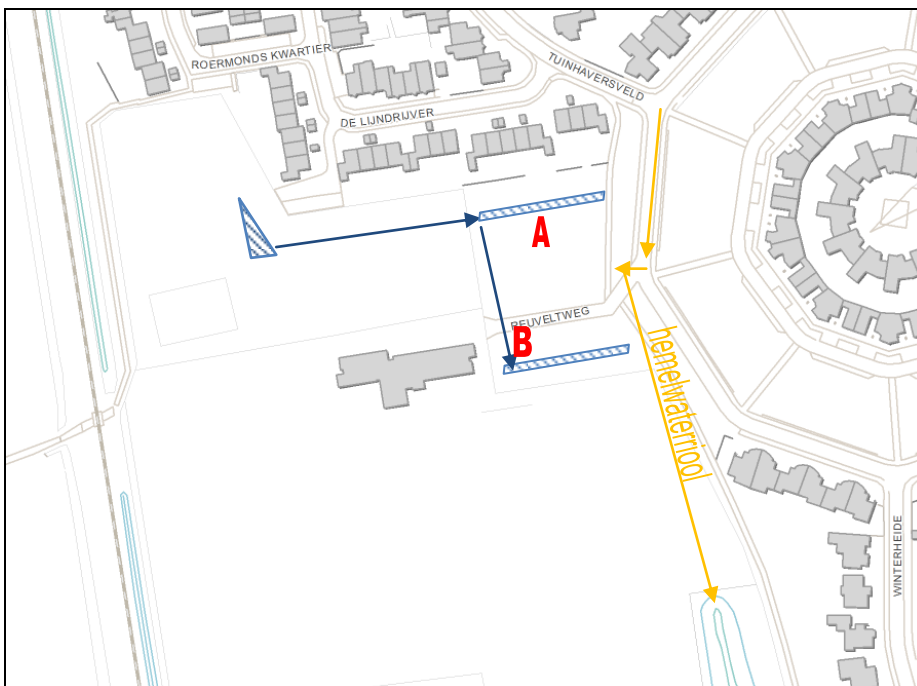 ROERMONDS KWARTIER
TUINHAVERSVELD
DE LIJNDRIJVER
A
REUVELTWEG
B
hemelwaterriool
WINTERHEIDE